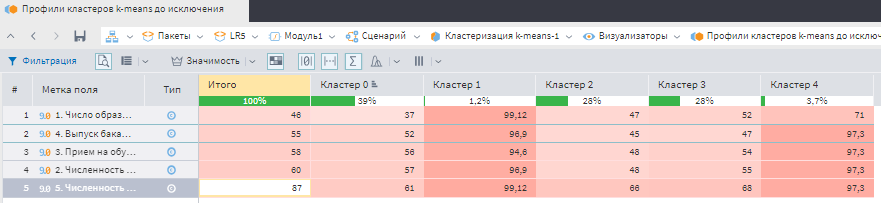 Профили кластеров k-means до исключения
Пакеты LR5 Модуль1 Сценарий Кластеризация k-means-1 Визуализаторы Профили кластеров k-means до исключ
Фильтрация Значимость
# Метка поля Тип Итого Кластер 0 Кластер 1 Кластер 2 Кластер 3 Кластер 4
100% 39% 1,2% 28% 28% 3,7%
1 9.0 1. Число образ... 46 37 99,12 47 52 71
2 9.0 4. Выпуск бака... 55 52 96,9 45 47 97,3
3 9.0 3. Прием на обу... 58 56 94,6 48 54 97,3
4 9.0 2. Численность ... 60 57 96,9 48 55 97,3
5 9.0 5. Численность ... 87 61 99,12 66 68 97,3